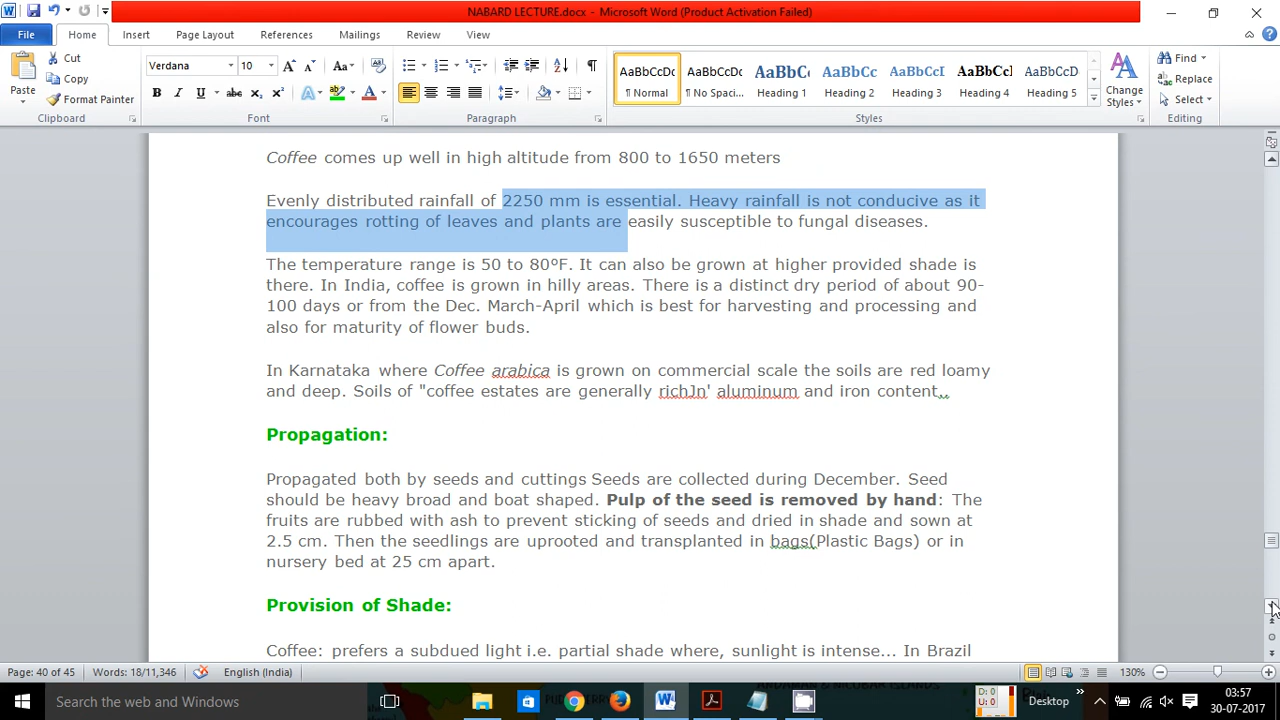 NABARD LECTURE.docx - Microsoft Word (Product Activation Failed)
File Home Insert Page Layout References Mailings Review View
Paste
Cut
Copy
Format Painter
Clipboard
Verdana 10
Font
Paragraph
AaBbCcDc AaBbCcDc AaBbC AaBbCc AaBbCcI AaBbCcI AaBbCcDc
¶ Normal ¶ No Spaci... Heading 1 Heading 2 Heading 3 Heading 4 Heading 5
Change
Styles
Styles
Find
Replace
Select
Editing
Coffee comes up well in high altitude from 800 to 1650 meters
Evenly distributed rainfall of 2250 mm is essential. Heavy rainfall is not conducive as it
encourages rotting of leaves and plants are easily susceptible to fungal diseases.
The temperature range is 50 to 80ºF. It can also be grown at higher provided shade is
there. In India, coffee is grown in hilly areas. There is a distinct dry period of about 90-
100 days or from the Dec. March-April which is best for harvesting and processing and
also for maturity of flower buds.
In Karnataka where Coffee arabica is grown on commercial scale the soils are red loamy
and deep. Soils of "coffee estates are generally richJn' aluminum and iron content,.
Propagation:
Propagated both by seeds and cuttings Seeds are collected during December. Seed
should be heavy broad and boat shaped. Pulp of the seed is removed by hand: The
fruits are rubbed with ash to prevent sticking of seeds and dried in shade and sown at
2.5 cm. Then the seedlings are uprooted and transplanted in bags(Plastic Bags) or in
nursery bed at 25 cm apart.
Provision of Shade:
Coffee: prefers a subdued light i.e. partial shade where, sunlight is intense... In Brazil
Page: 40 of 45 Words: 18/11,346 English (India) 130%
Search the web and Windows
D: 0
U: 0
Desktop
03:57
30-07-2017